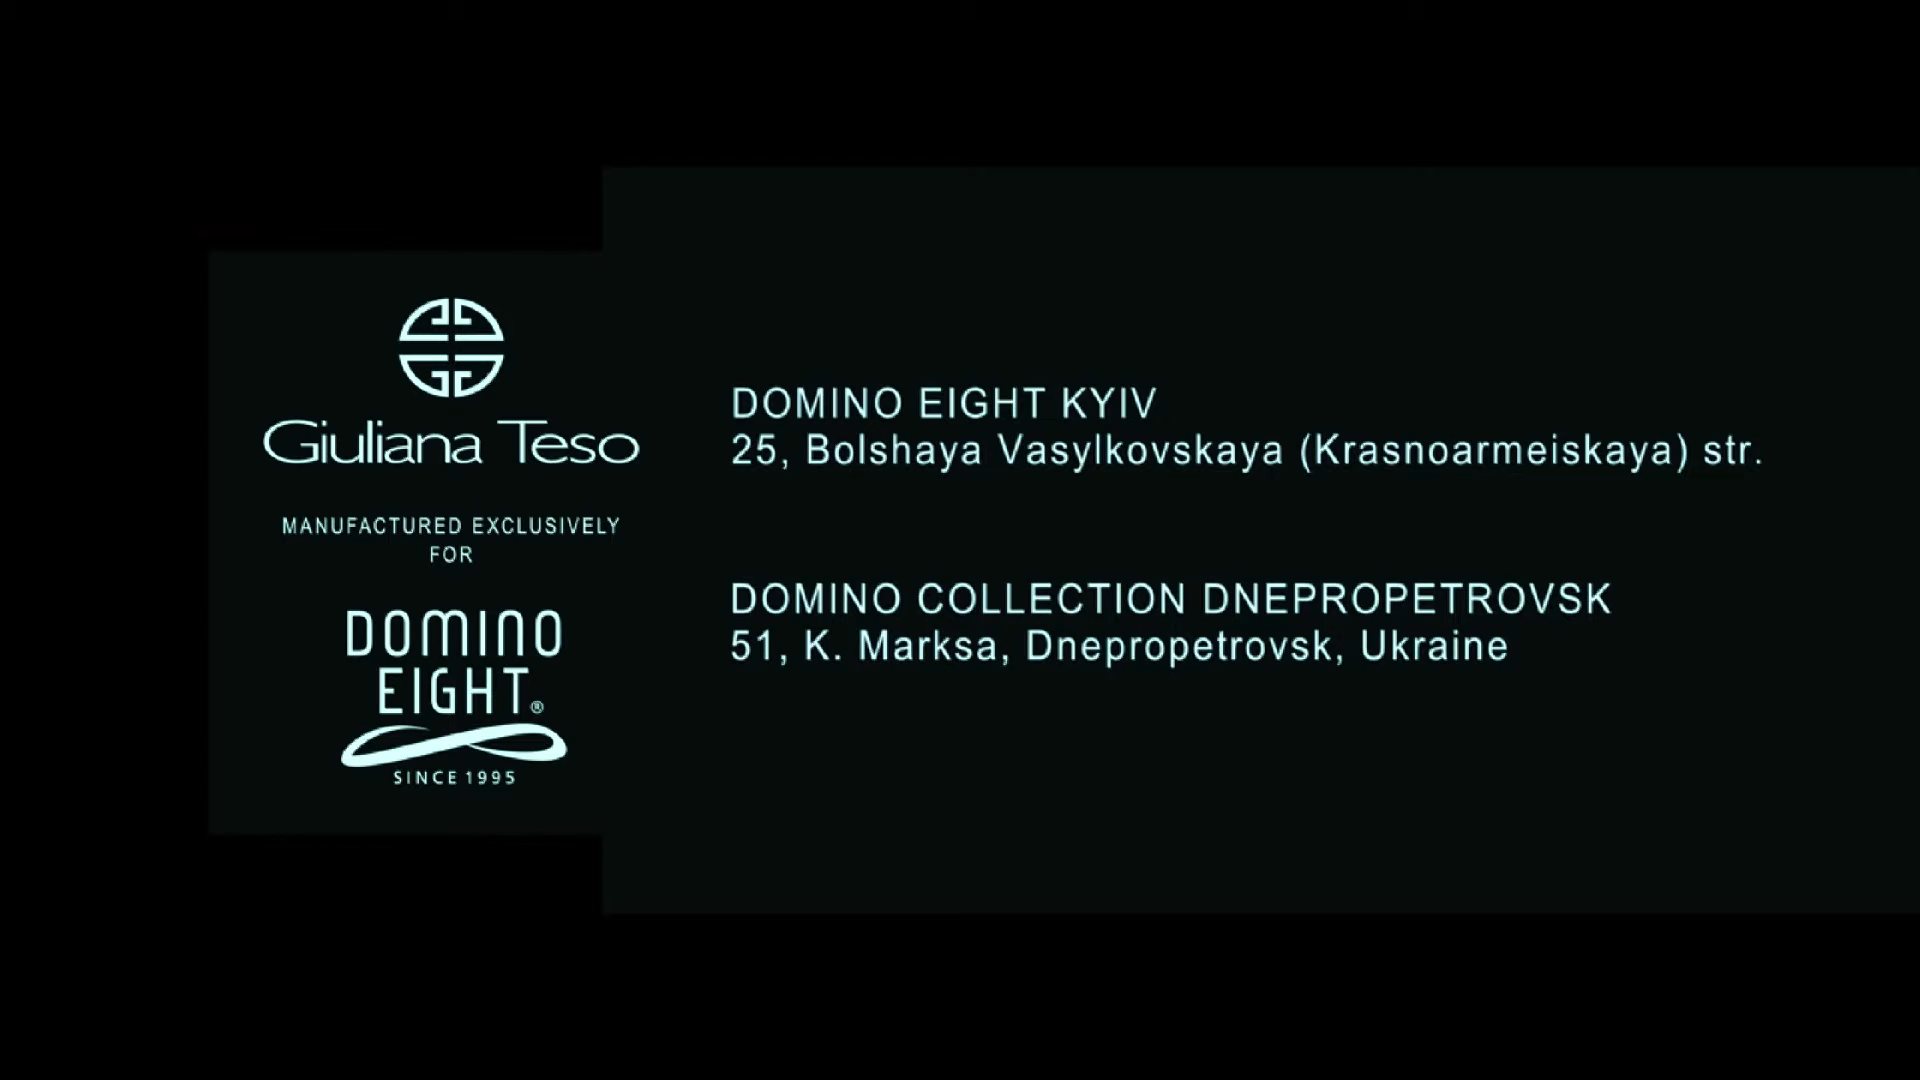 Giuliana Teso
MANUFACTURED EXCLUSIVELY
FOR
DOMINO
EIGHT®
SINCE 1995
DOMINO EIGHT KYIV
25, Bolshaya Vasylkovskaya (Krasnoarmeiskaya) str.
DOMINO COLLECTION DNEPROPETROVSK
51, K. Marksa, Dnepropetrovsk, Ukraine